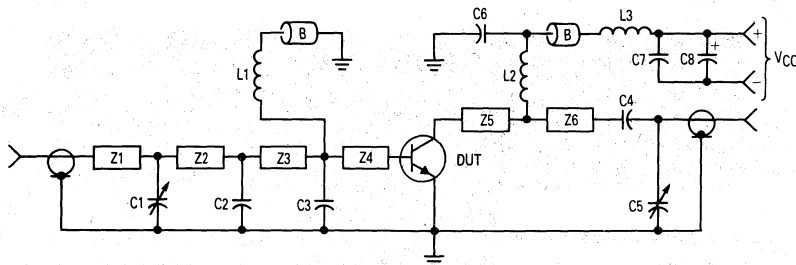 C6
B
L3
+
B
C7
C8
+
VCC
L1
L2
−
C4
Z5
Z6
Z1
Z2
Z3
Z4
DUT
C1
C2
C3
C5